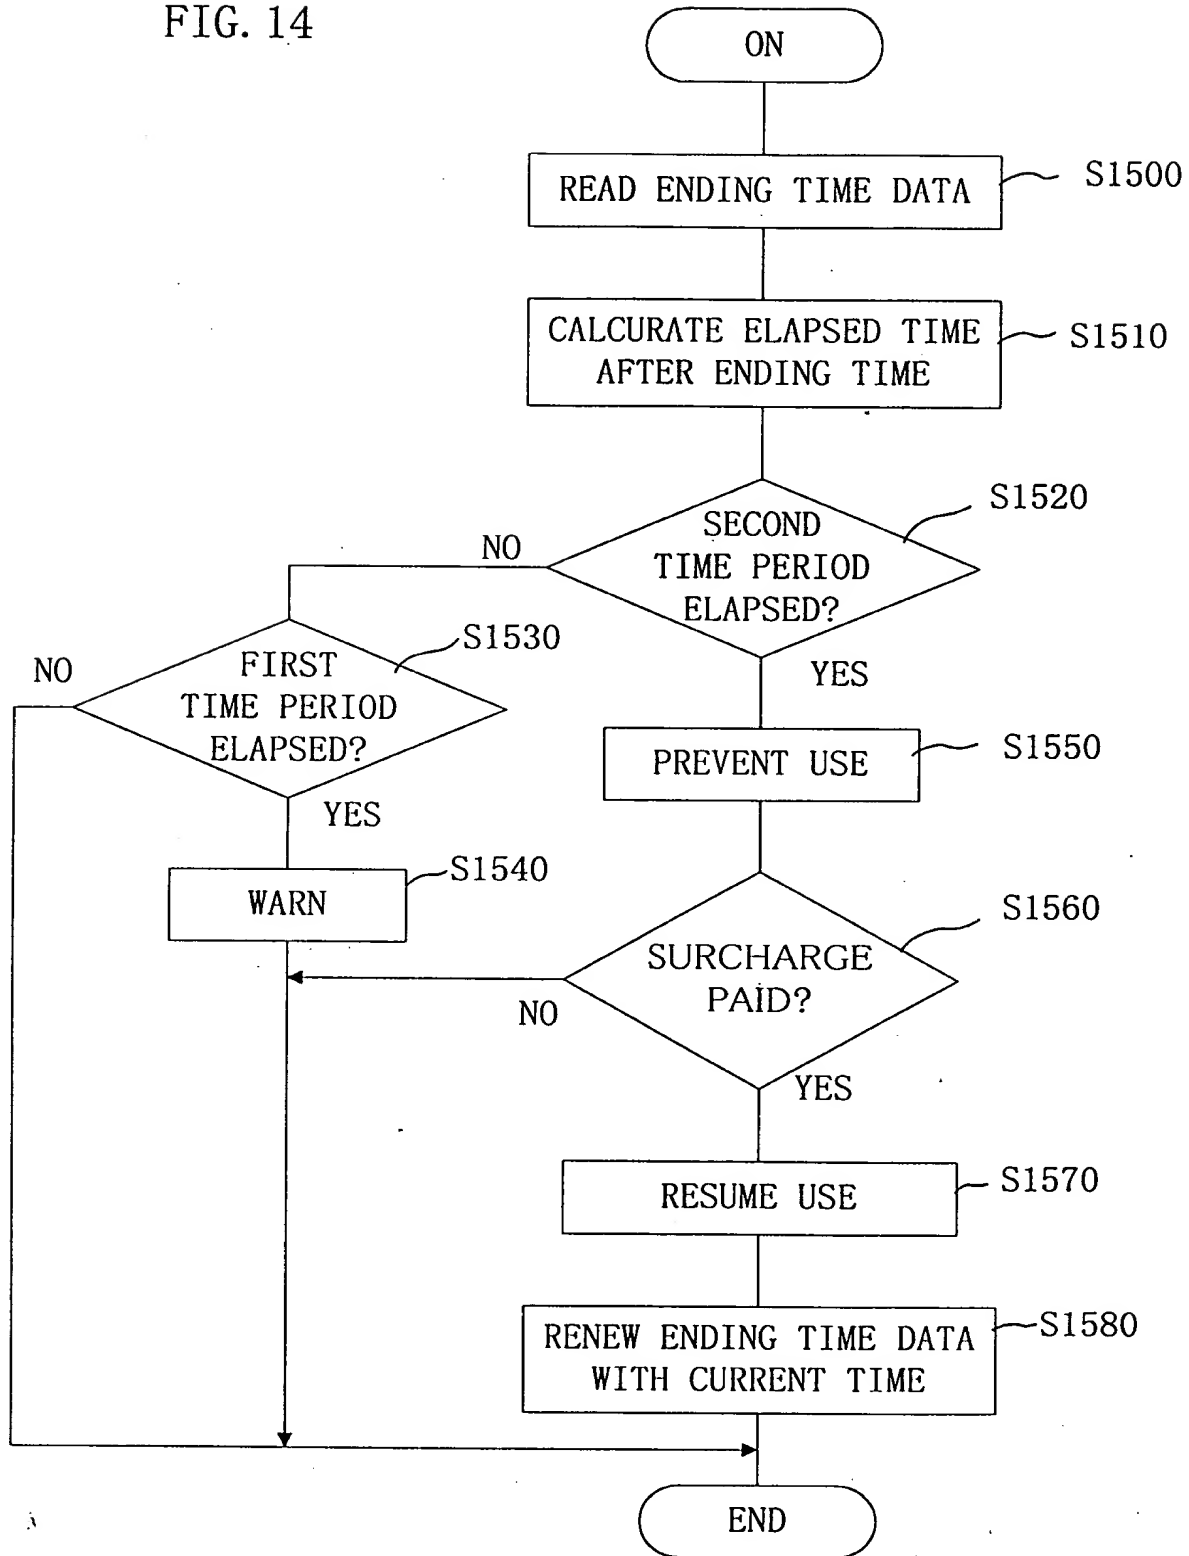 FIG. 14
ON
READ ENDING TIME DATA
S1500
CALCURATE ELAPSED TIME
AFTER ENDING TIME
S1510
SECOND
TIME PERIOD
ELAPSED?
S1520
NO
YES
FIRST
TIME PERIOD
ELAPSED?
S1530
NO
YES
WARN
S1540
PREVENT USE
S1550
SURCHARGE
PAID?
S1560
NO
YES
RESUME USE
S1570
RENEW ENDING TIME DATA
WITH CURRENT TIME
S1580
END